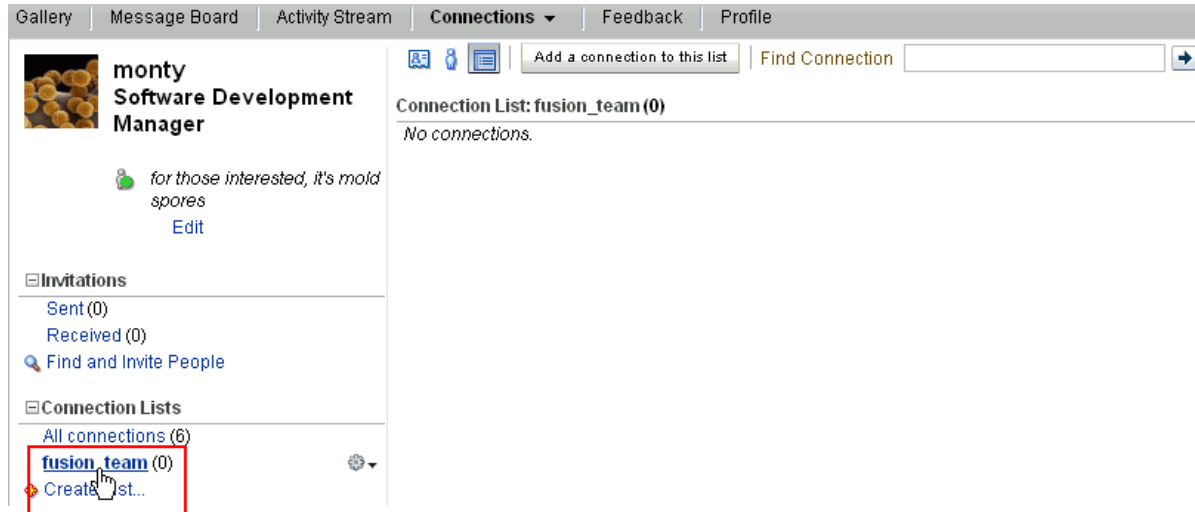 Gallery Message Board Activity Stream Connections Feedback Profile
Add a connection to this list Find Connection
monty
Software Development
Manager
for those interested, it's mold
spores
Edit
Connection List: fusion_team (0)
No connections.
Invitations
Sent (0)
Received (0)
Find and Invite People
Connection Lists
All connections (6)
fusion_team (0)
Create